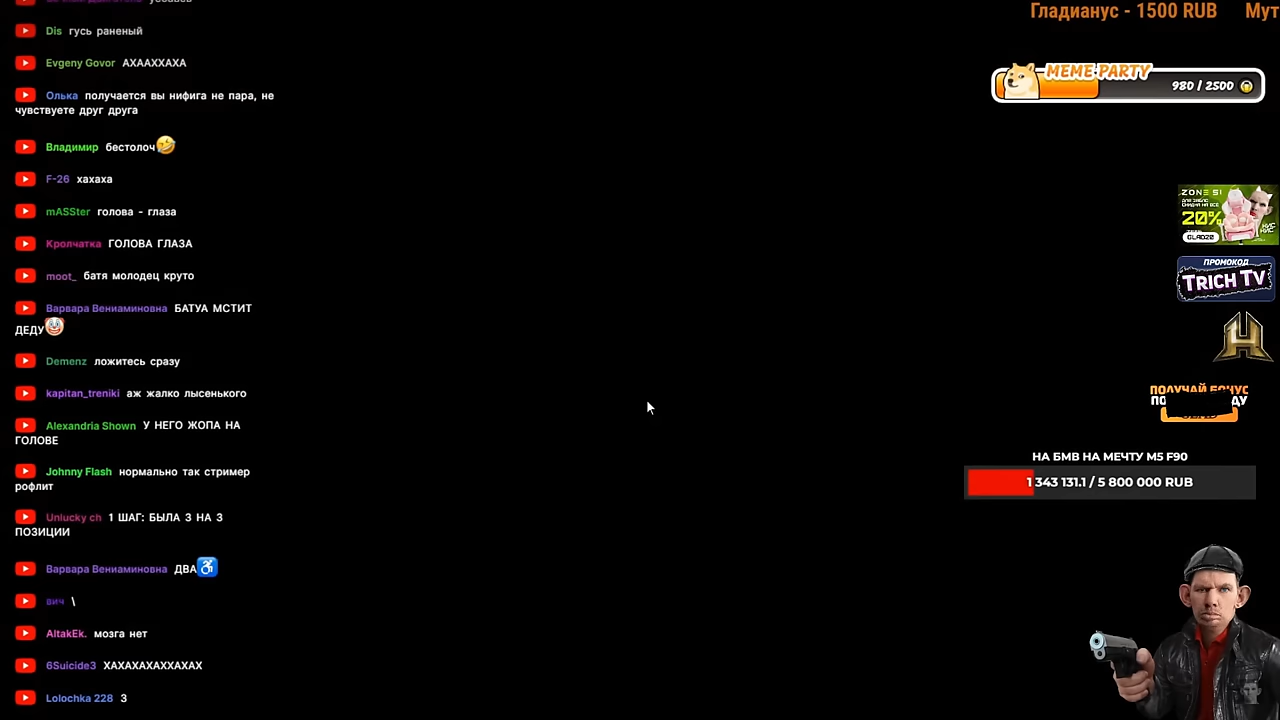 Гладианус - 1500 RUB Мут
Dis гусь раненый
MEME PARTY
Evgeny Govor АХААХХАХА
980 / 2500
Олька получается вы нифига не пара, не
чувствуете друг друга
Владимир бестолоч🤣
F-26 хахаха
ZONE 51
20%
mASSter голова - глаза
Кролчатка ГОЛОВА ГЛАЗА
ПРОМОКОД
TRICH TV
moot_ батя молодец круто
Варвара Вениаминовна БАТУА МСТИТ
ДЕДУ🤡
Demenz ложитесь сразу
kapitan_treniki аж жалко лысенького
ПОЛУЧАЙ БОНУС
Alexandria Shown У НЕГО ЖОПА НА
ГОЛОВЕ
НА БМВ НА МЕЧТУ M5 F90
Johnny Flash нормально так стример
рофлит
1 343 131.1 / 5 800 000 RUB
Unlucky ch 1 ШАГ: БЫЛА 3 НА 3
ПОЗИЦИИ
Варвара Вениаминовна ДВА♿
вич \
AltakEk. мозга нет
6Suicide3 ХАХАХАХАХХАХАХ
Lolochka 228 3